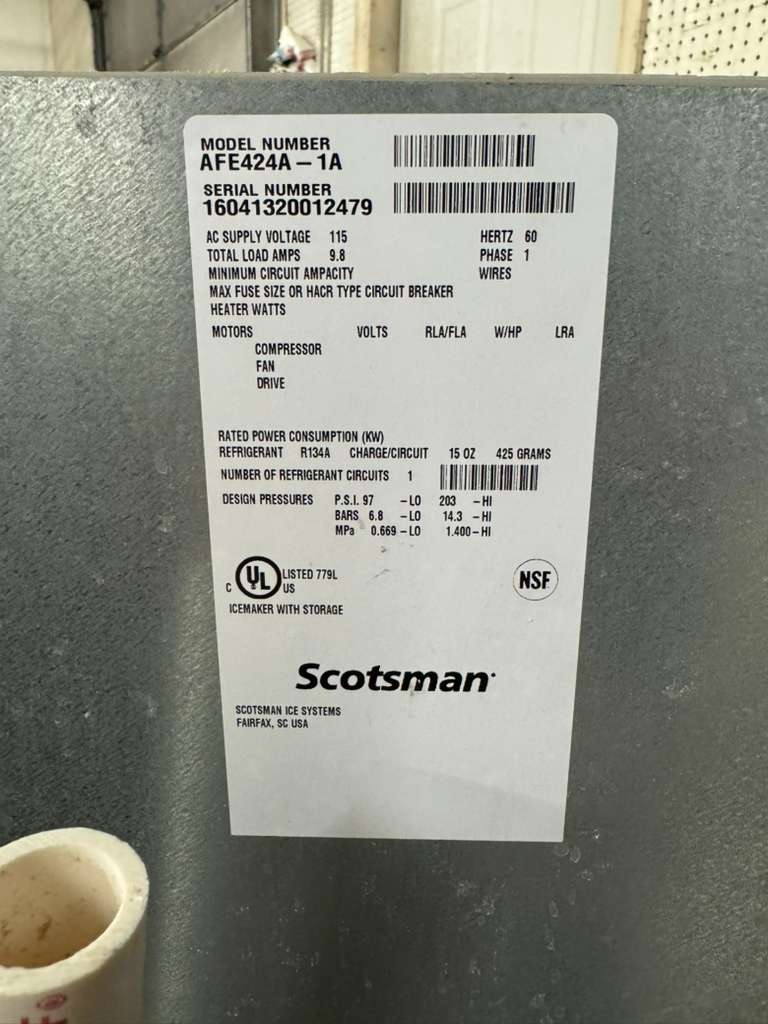 MODEL NUMBER
AFE424A-1A
SERIAL NUMBER
16041320012479
AC SUPPLY VOLTAGE 115 HERTZ 60
TOTAL LOAD AMPS 9.8 PHASE 1
MINIMUM CIRCUIT AMPACITY WIRES
MAX FUSE SIZE OR HACR TYPE CIRCUIT BREAKER
HEATER WATTS
MOTORS VOLTS RLA/FLA W/HP LRA
COMPRESSOR
FAN
DRIVE
RATED POWER CONSUMPTION (KW)
REFRIGERANT R134A CHARGE/CIRCUIT 15 OZ 425 GRAMS
NUMBER OF REFRIGERANT CIRCUITS 1
DESIGN PRESSURES P.S.I. 97 -LO 203 -HI
BARS 6.8 -LO 14.3 -HI
MPa 0.669 -LO 1.400-HI
C UL US LISTED 779L
NSF
ICEMAKER WITH STORAGE
Scotsman
SCOTSMAN ICE SYSTEMS
FAIRFAX, SC USA